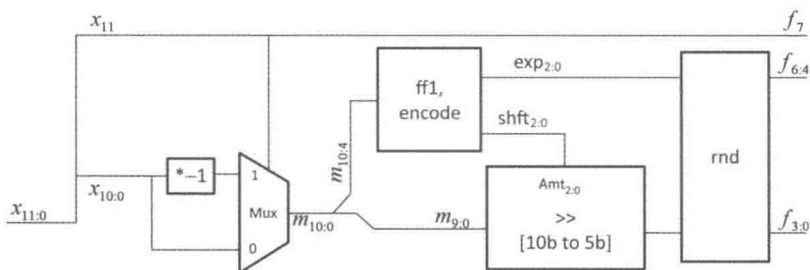 x11
f7
exp2:0
f6:4
ff1,
encode
shft2:0
m10:4
rnd
*−1
1
x10:0
Amt2:0
x11:0
Mux
m10:0
m9:0
>>
f3:0
0
[10b to 5b]